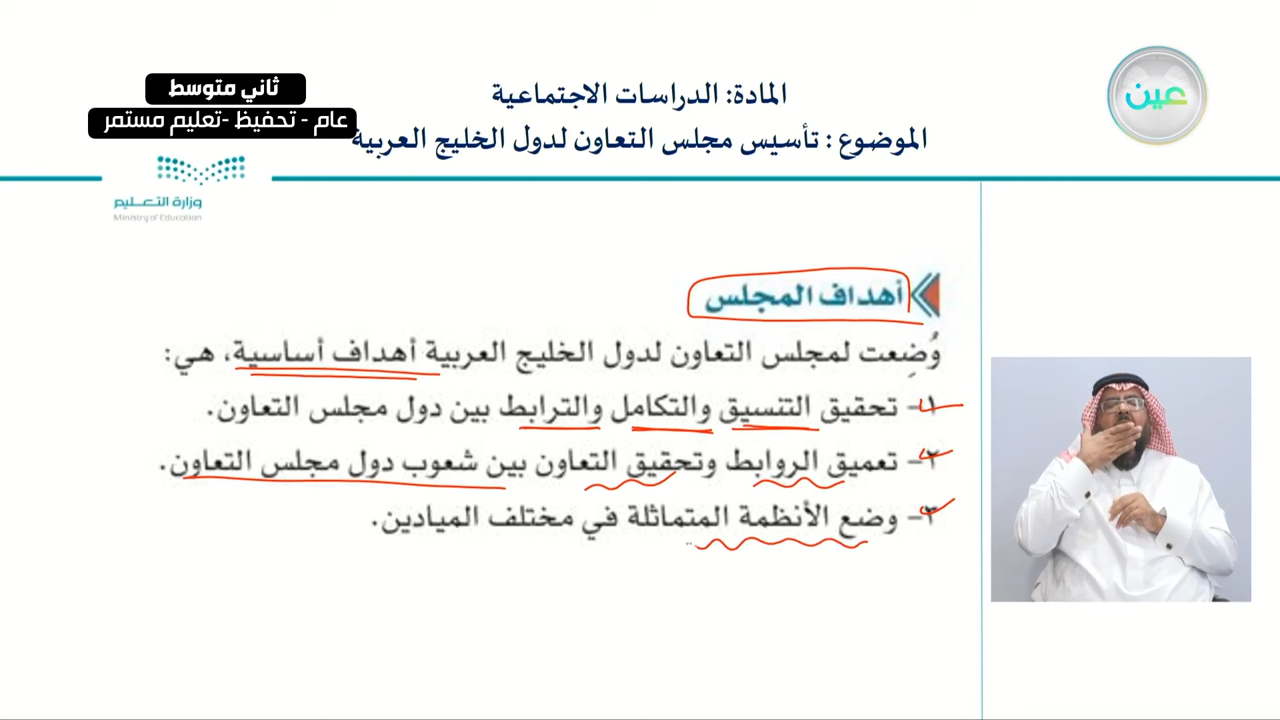 ثاني متوسط
عام - تحفيظ -تعليم مستمر
المادة: الدراسات الاجتماعية
الموضوع : تأسيس مجلس التعاون لدول الخليج العربية
عين
وزارة التعليم
Ministry of Education
أهداف المجلس
وُضِعت لمجلس التعاون لدول الخليج العربية أهداف أساسية، هي:
١- تحقيق التنسيق والتكامل والترابط بين دول مجلس التعاون.
٢- تعميق الروابط وتحقيق التعاون بين شعوب دول مجلس التعاون.
٣- وضع الأنظمة المتماثلة في مختلف الميادين.